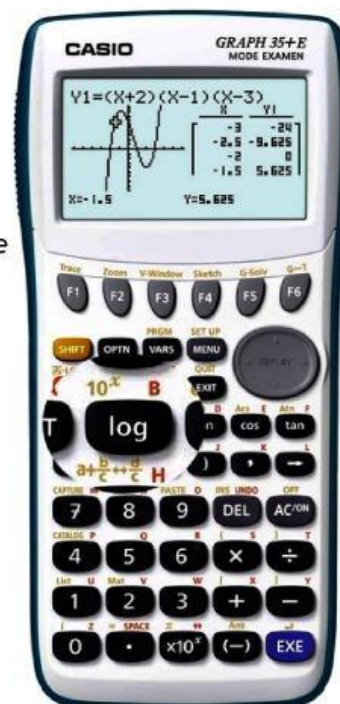 CASIO GRAPH 35+E
MODE EXAMEN
Y1=(X+2)(X-1)(X-3)
X Y1
-3 -24
-2.5 -9.625
-2 0
-1.5 5.625
X=-1.5 Y=5.625
e
Trace Zoom V-Window Sketch G-Solv
F1 F2 F3 F4 F5 F6
PRGM SET UP
SHIFT OPTN VARS MENU REPLAY
QUIT
10ˣ B EXIT
D Acs E Atn F
T log n cos tan
J K L
a+b/c↔d/c H ) , →
CAPTURE M PASTE O INS UNDO OFF
7 8 9 DEL AC/ON
CATALOG P Q R { S } T
4 5 6 × ÷
List U Mat V W [ X ] Y
1 2 3 + −
Z = SPACE π Ans
0 . ×10ˣ (−) EXE